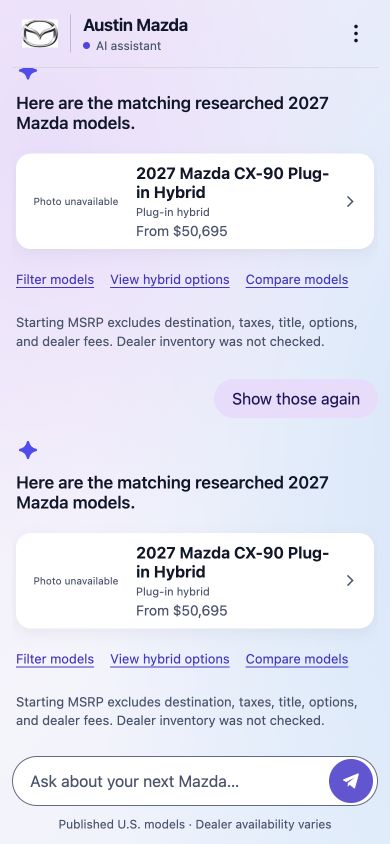 Austin Mazda
AI assistant
Here are the matching researched 2027
Mazda models.
Photo unavailable
2027 Mazda CX-90 Plug-
in Hybrid
Plug-in hybrid
From $50,695
Filter models
View hybrid options
Compare models
Starting MSRP excludes destination, taxes, title, options,
and dealer fees. Dealer inventory was not checked.
Show those again
Here are the matching researched 2027
Mazda models.
Photo unavailable
2027 Mazda CX-90 Plug-
in Hybrid
Plug-in hybrid
From $50,695
Filter models
View hybrid options
Compare models
Starting MSRP excludes destination, taxes, title, options,
and dealer fees. Dealer inventory was not checked.
Ask about your next Mazda...
Published U.S. models · Dealer availability varies